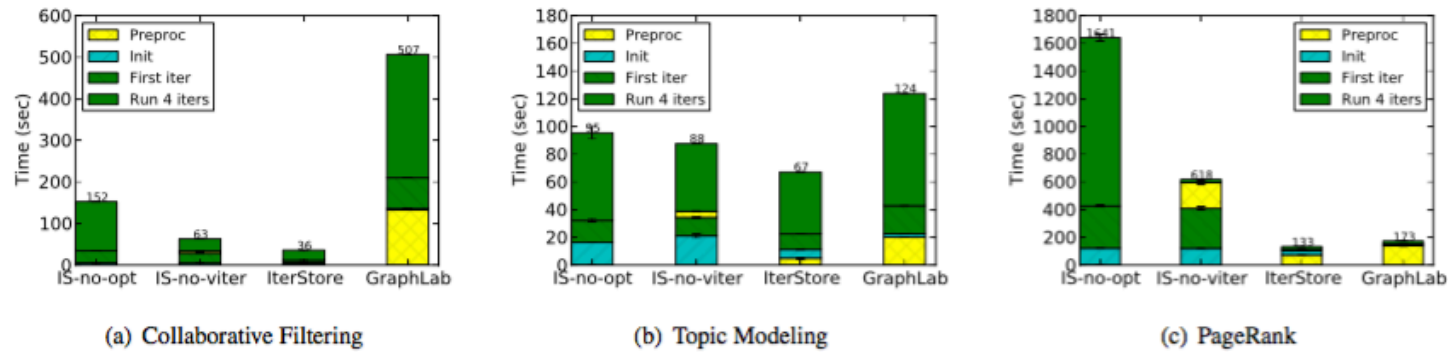 600
500
400
300
200
100
0
Time (sec)
Preproc
Init
First iter
Run 4 iters
152
63
36
507
IS-no-opt IS-no-viter IterStore GraphLab
(a) Collaborative Filtering
180
160
140
120
100
80
60
40
20
0
Time (sec)
Preproc
Init
First iter
Run 4 iters
95
88
67
124
IS-no-opt IS-no-viter IterStore GraphLab
(b) Topic Modeling
1800
1600
1400
1200
1000
800
600
400
200
0
Time (sec)
Preproc
Init
First iter
Run 4 iters
1641
618
133
173
IS-no-opt IS-no-viter IterStore GraphLab
(c) PageRank